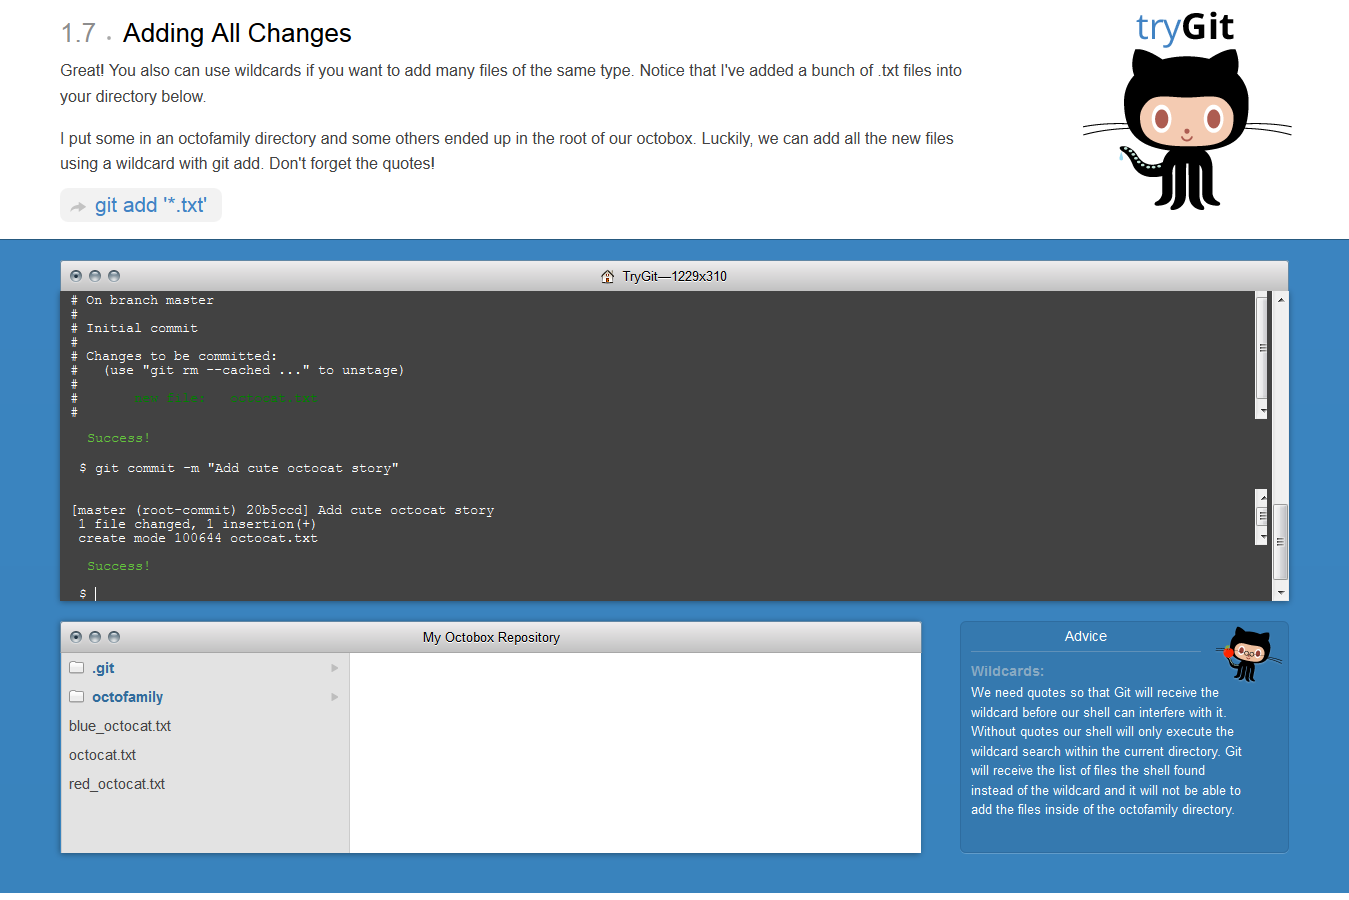 1.7 · Adding All Changes
tryGit
Great! You also can use wildcards if you want to add many files of the same type. Notice that I've added a bunch of .txt files into
your directory below.
I put some in an octofamily directory and some others ended up in the root of our octobox. Luckily, we can add all the new files
using a wildcard with git add. Don't forget the quotes!
git add '*.txt'
TryGit—1229x310
# On branch master
#
# Initial commit
#
# Changes to be committed:
#   (use "git rm --cached ..." to unstage)
#
#       new file:   octocat.txt
#
Success!
$ git commit -m "Add cute octocat story"
[master (root-commit) 20b5ccd] Add cute octocat story
1 file changed, 1 insertion(+)
create mode 100644 octocat.txt
Success!
$
My Octobox Repository
.git
octofamily
blue_octocat.txt
octocat.txt
red_octocat.txt
Advice
Wildcards:
We need quotes so that Git will receive the
wildcard before our shell can interfere with it.
Without quotes our shell will only execute the
wildcard search within the current directory. Git
will receive the list of files the shell found
instead of the wildcard and it will not be able to
add the files inside of the octofamily directory.